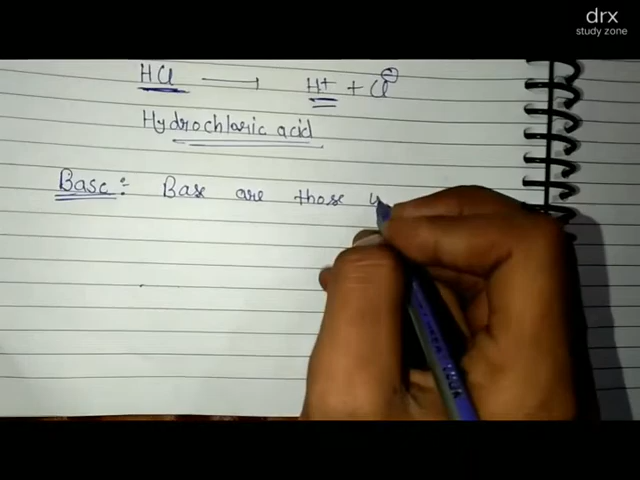 drx
study zone
HCl ⟶ H+ + Cl⊖
Hydrochloric acid
Base:- Base are those